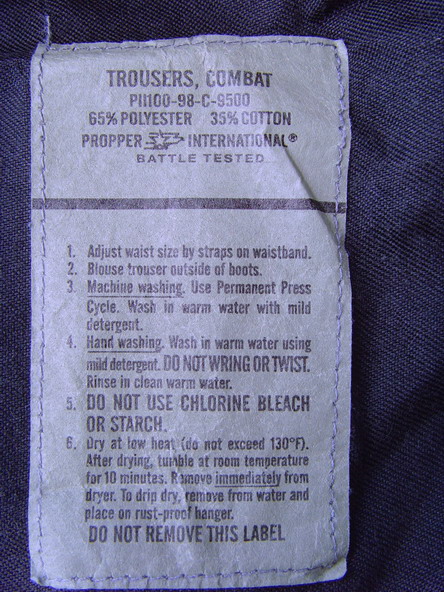 TROUSERS, COMBAT
PII100-98-C-9500
65% POLYESTER 35% COTTON
PROPPER INTERNATIONAL®
BATTLE TESTED
1. Adjust waist size by straps on waistband.
2. Blouse trouser outside of boots.
3. Machine washing. Use Permanent Press
Cycle. Wash in warm water with mild
detergent.
4. Hand washing. Wash in warm water using
mild detergent. DO NOT WRING OR TWIST.
Rinse in clean warm water.
5. DO NOT USE CHLORINE BLEACH
OR STARCH.
6. Dry at low heat (do not exceed 130°F).
After drying, tumble at room temperature
for 10 minutes. Remove immediately from
dryer. To drip dry, remove from water and
place on rust-proof hanger.
DO NOT REMOVE THIS LABEL